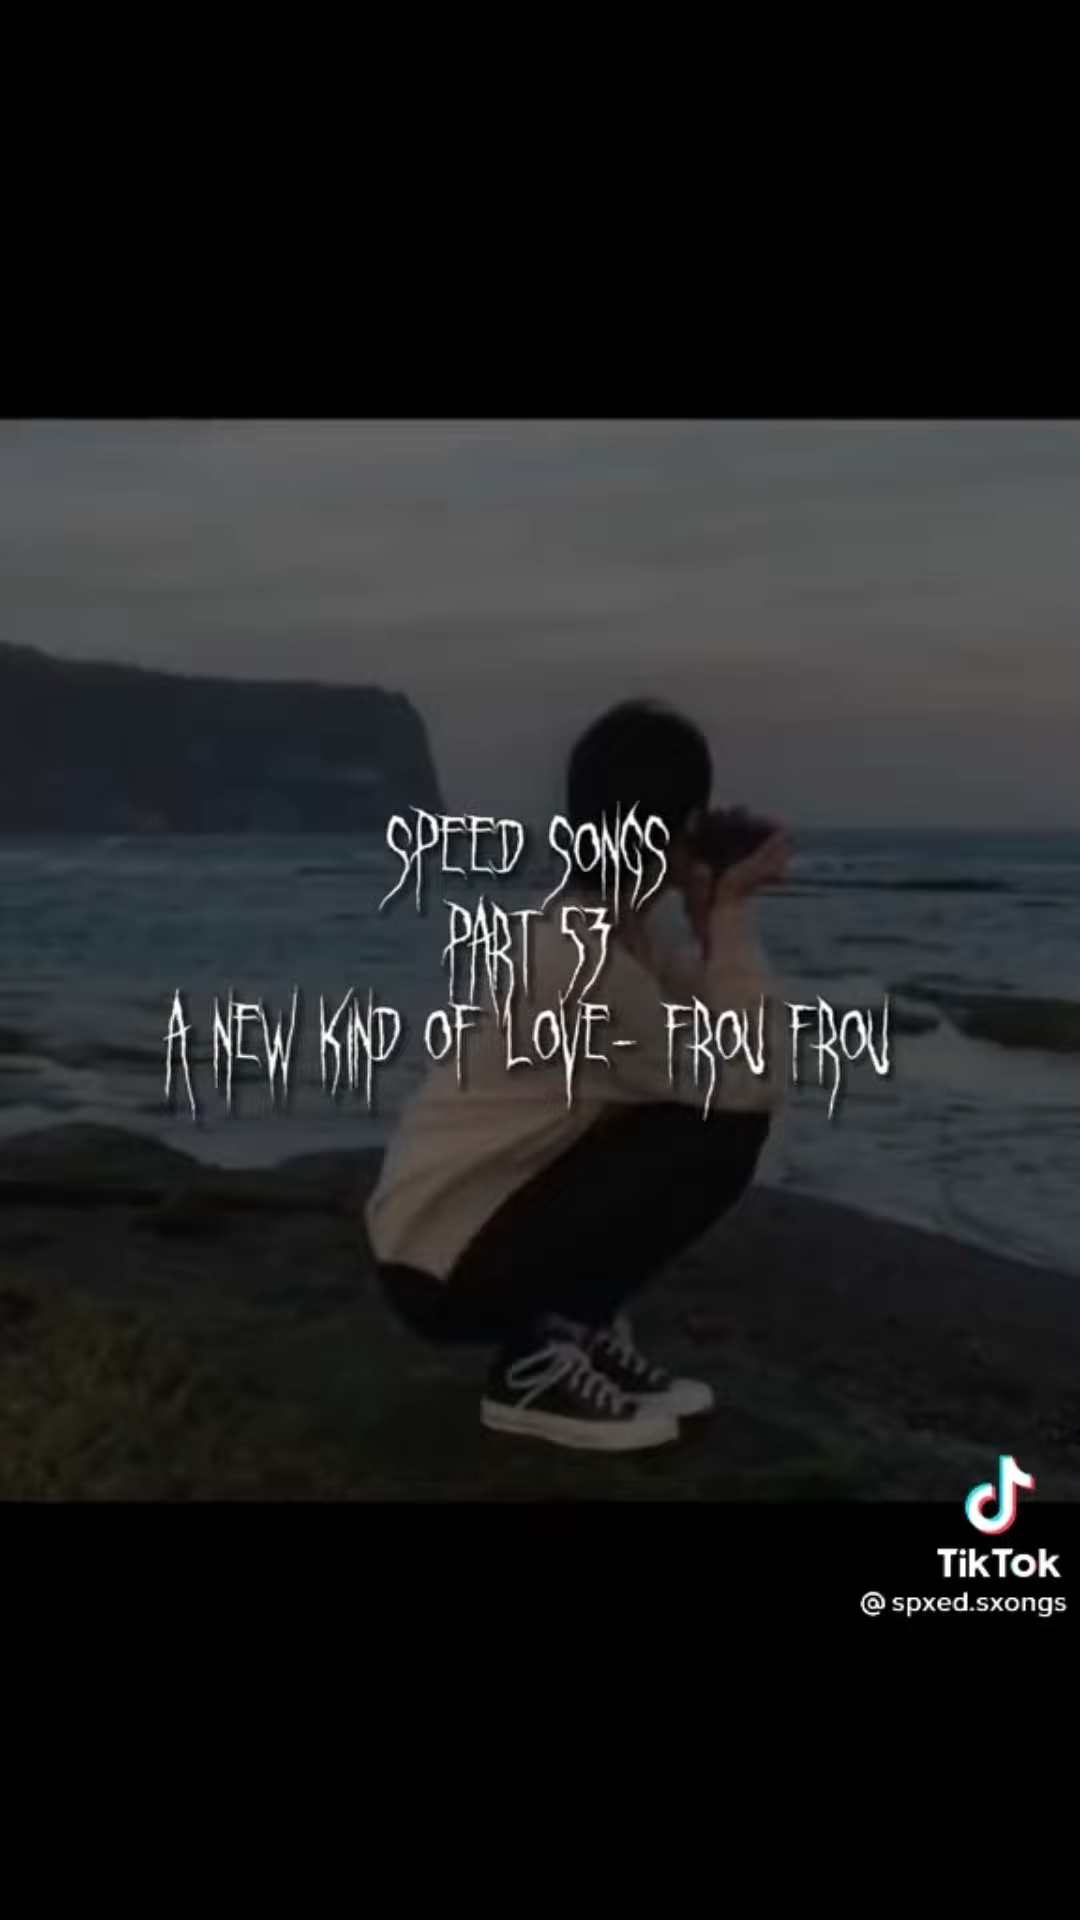 SPEED SONGS
PART 53
A NEW KIND OF LOVE- FROU FROU
TikTok
@spxed.sxongs